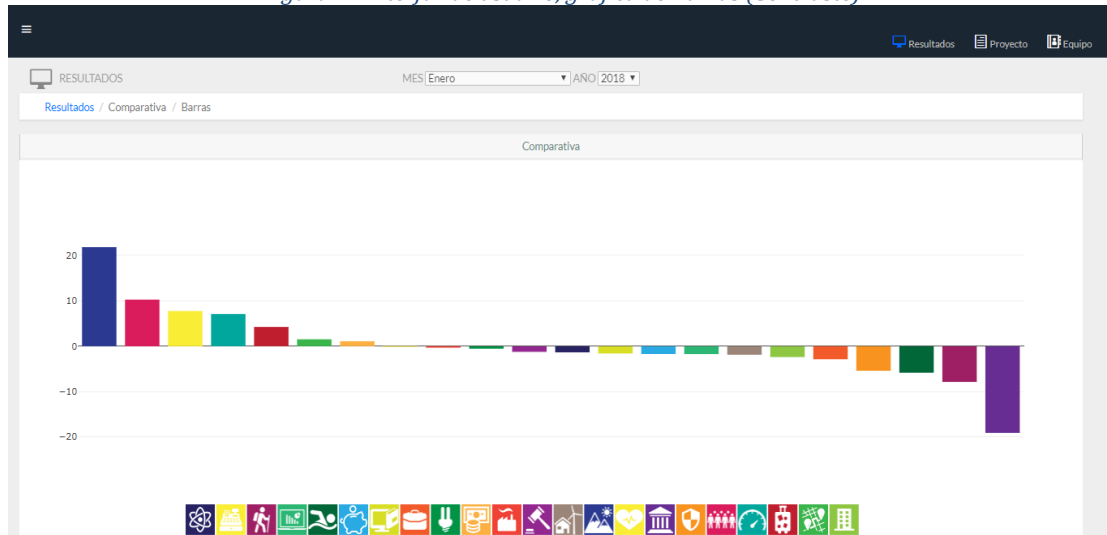 Resultados Proyecto Equipo
RESULTADOS MES Enero AÑO 2018
Resultados / Comparativa / Barras
Comparativa
20
10
0
−10
−20